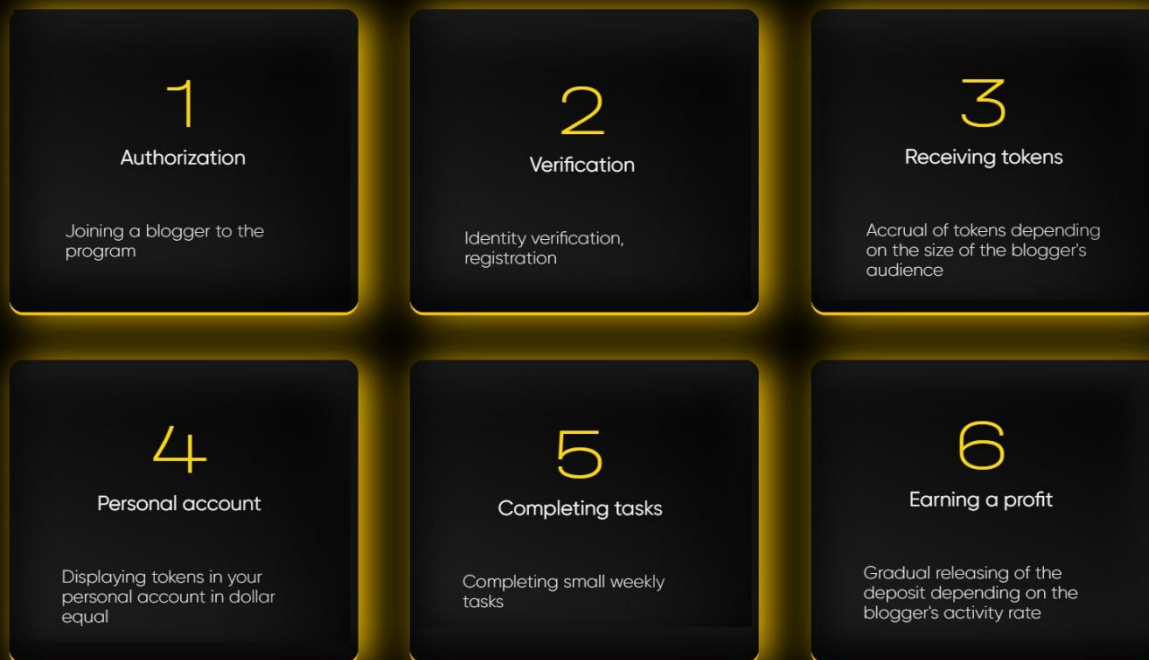 1
Authorization
Joining a blogger to the
program
2
Verification
Identity verification,
registration
3
Receiving tokens
Accrual of tokens depending
on the size of the blogger's
audience
4
Personal account
Displaying tokens in your
personal account in dollar
equal
5
Completing tasks
Completing small weekly
tasks
6
Earning a profit
Gradual releasing of the
deposit depending on the
blogger's activity rate